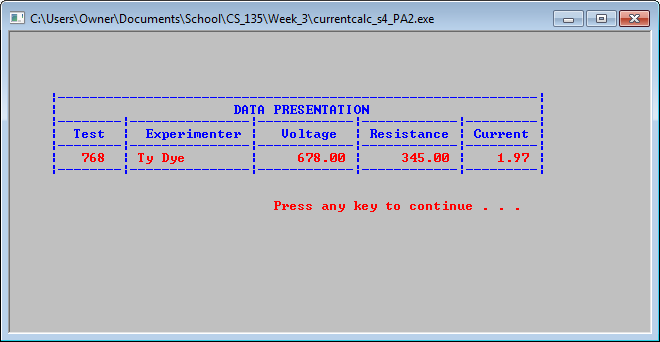 C:\Users\Owner\Documents\School\CS_135\Week_3\currentcalc_s4_PA2.exe
DATA PRESENTATION
Test Experimenter Voltage Resistance Current
768 Ty Dye 678.00 345.00 1.97
Press any key to continue . . .